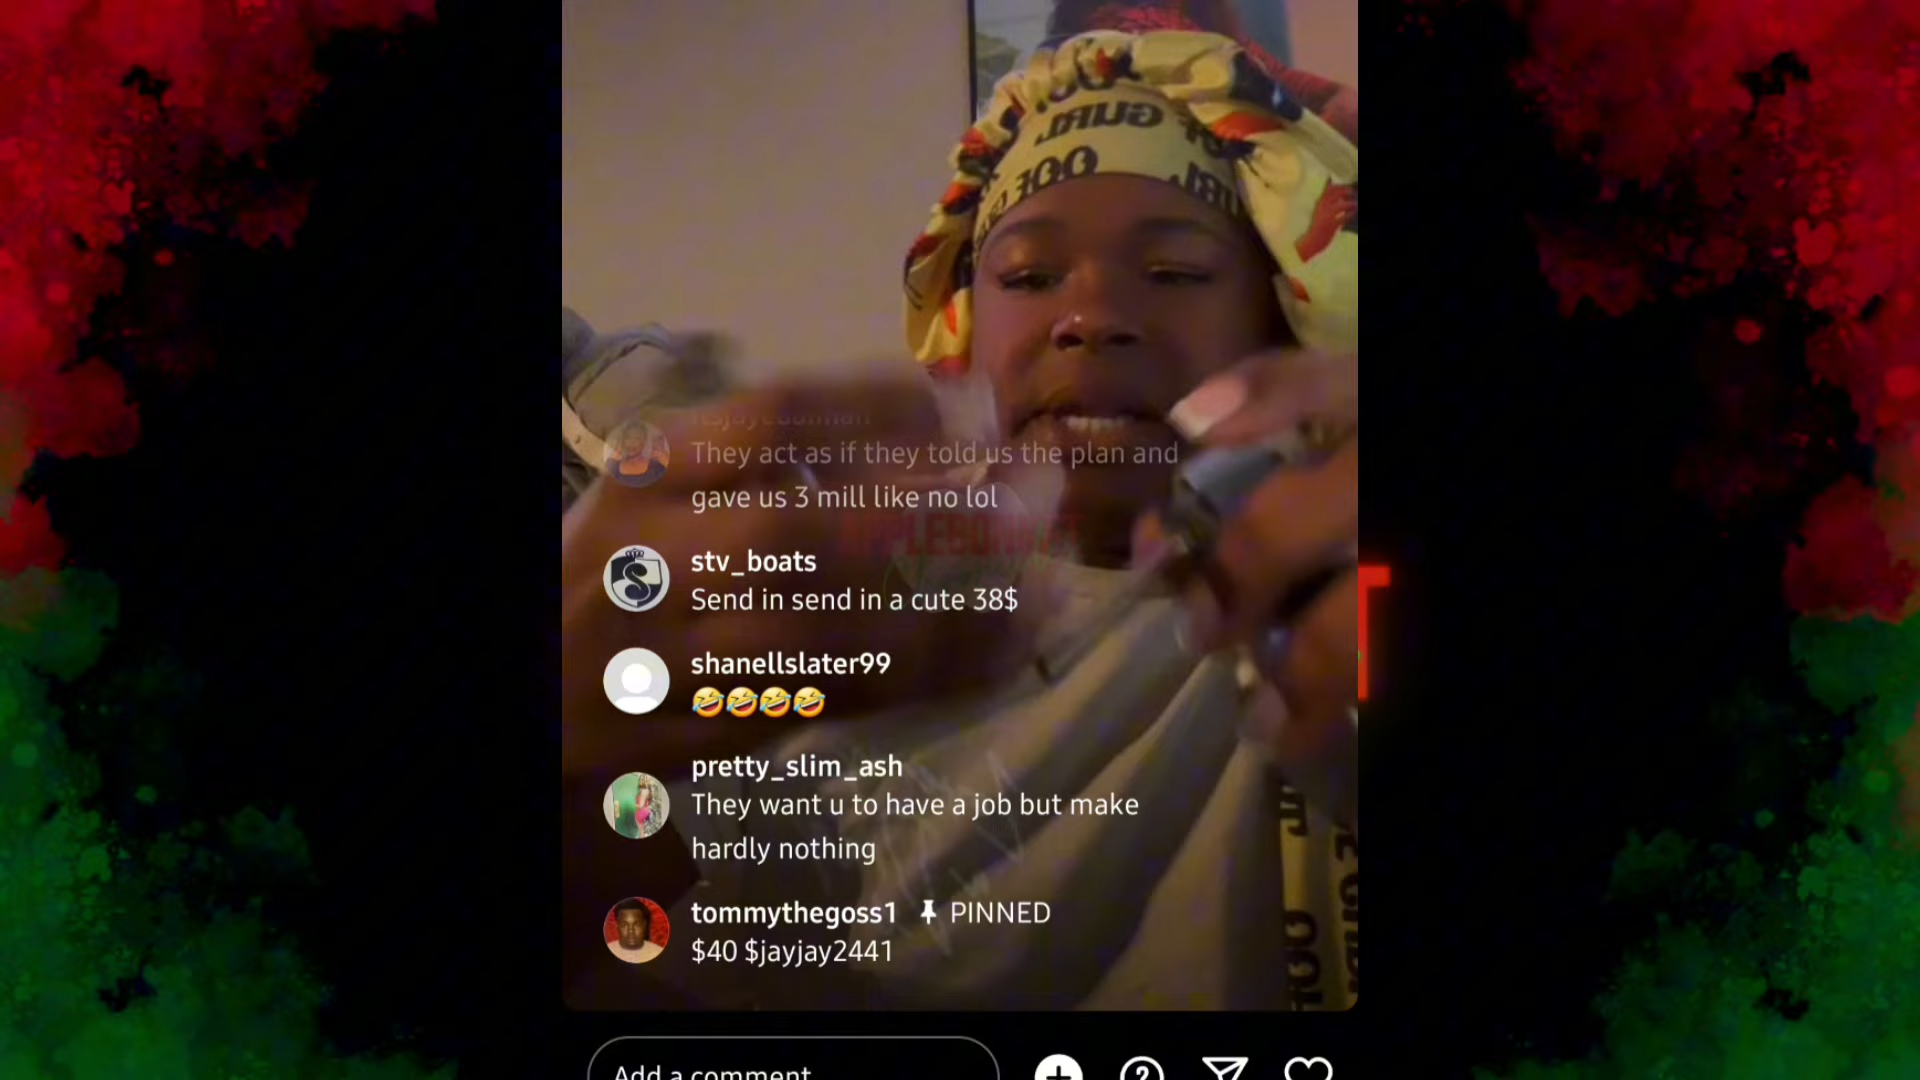 They act as if they told us the plan and
gave us 3 mill like no lol
APPLEBONNET
stv_boats
Send in send in a cute 38$
shanellslater99
🤣🤣🤣🤣
pretty_slim_ash
They want u to have a job but make
hardly nothing
tommythegoss1 PINNED
$40 $jayjay2441
Add a comment
T